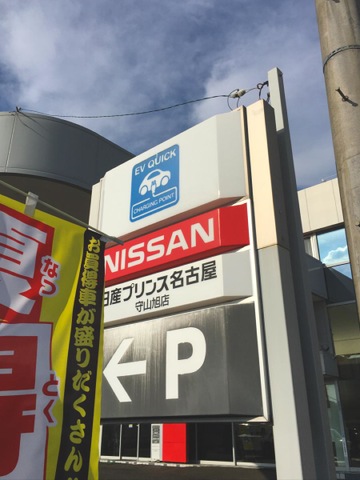 EV QUICK
CHARGING POINT
NISSAN
日産プリンス名古屋
守山旭店
←P
なっ
とく
お買得車が盛りだくさん!!